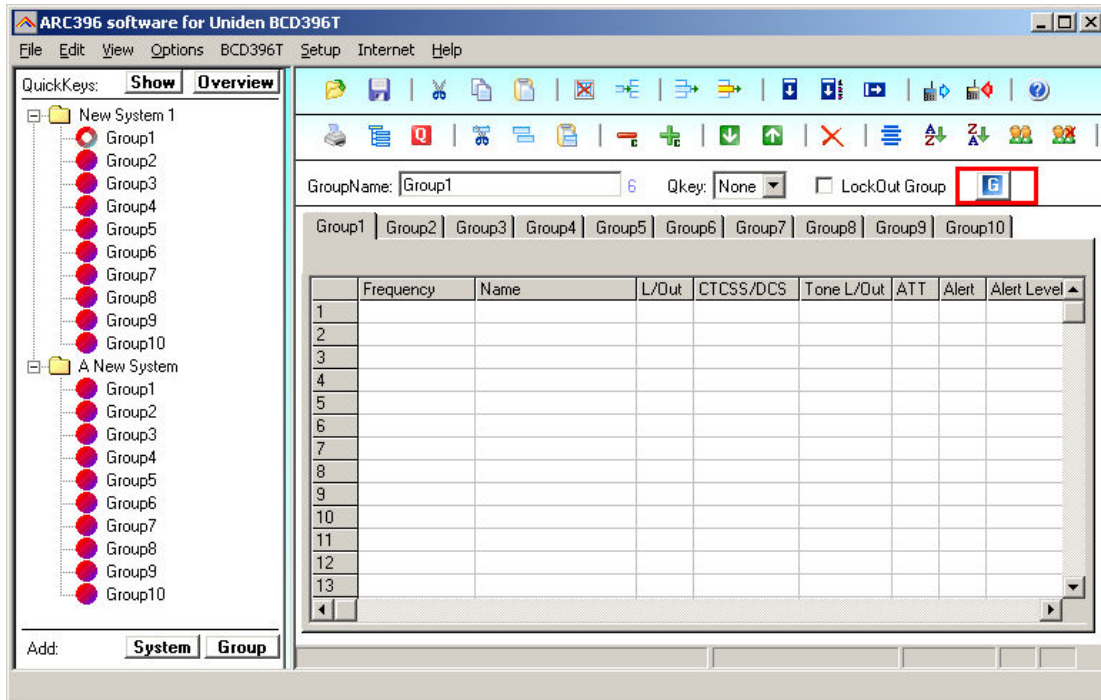 ARC396 software for Uniden BCD396T
File Edit View Options BCD396T Setup Internet Help
QuickKeys: Show Overview
New System 1
Group1
Group2
Group3
Group4
Group5
Group6
Group7
Group8
Group9
Group10
A New System
Group1
Group2
Group3
Group4
Group5
Group6
Group7
Group8
Group9
Group10
Add: System Group
Q
GroupName: Group1 6 Qkey: None LockOut Group G
Group1 Group2 Group3 Group4 Group5 Group6 Group7 Group8 Group9 Group10
Frequency Name L/Out CTCSS/DCS Tone L/Out ATT Alert Alert Level
1
2
3
4
5
6
7
8
9
10
11
12
13